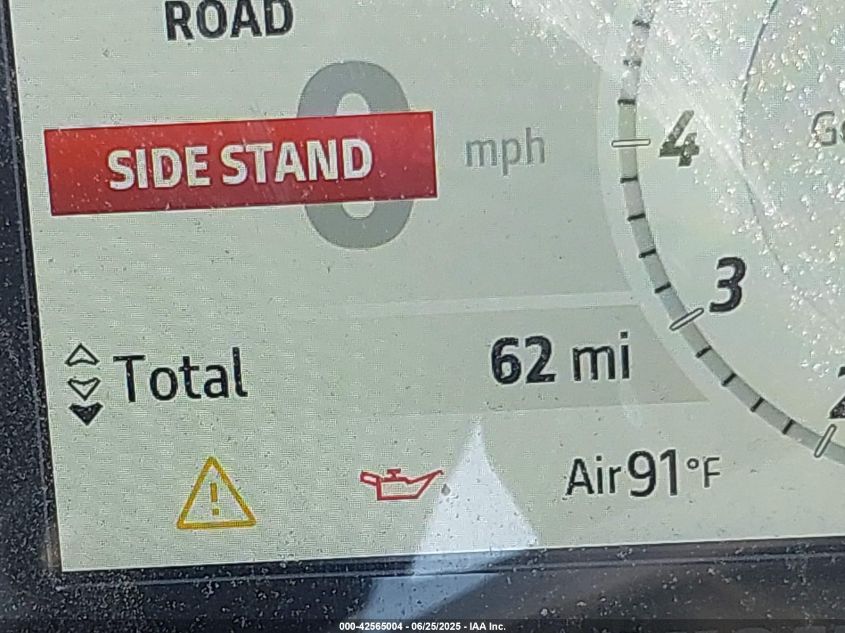 ROAD
0 mph
SIDE STAND
4
3
Total 62 mi
2
Air 91 °F
000-42565004 - 06/25/2025 - IAA Inc.